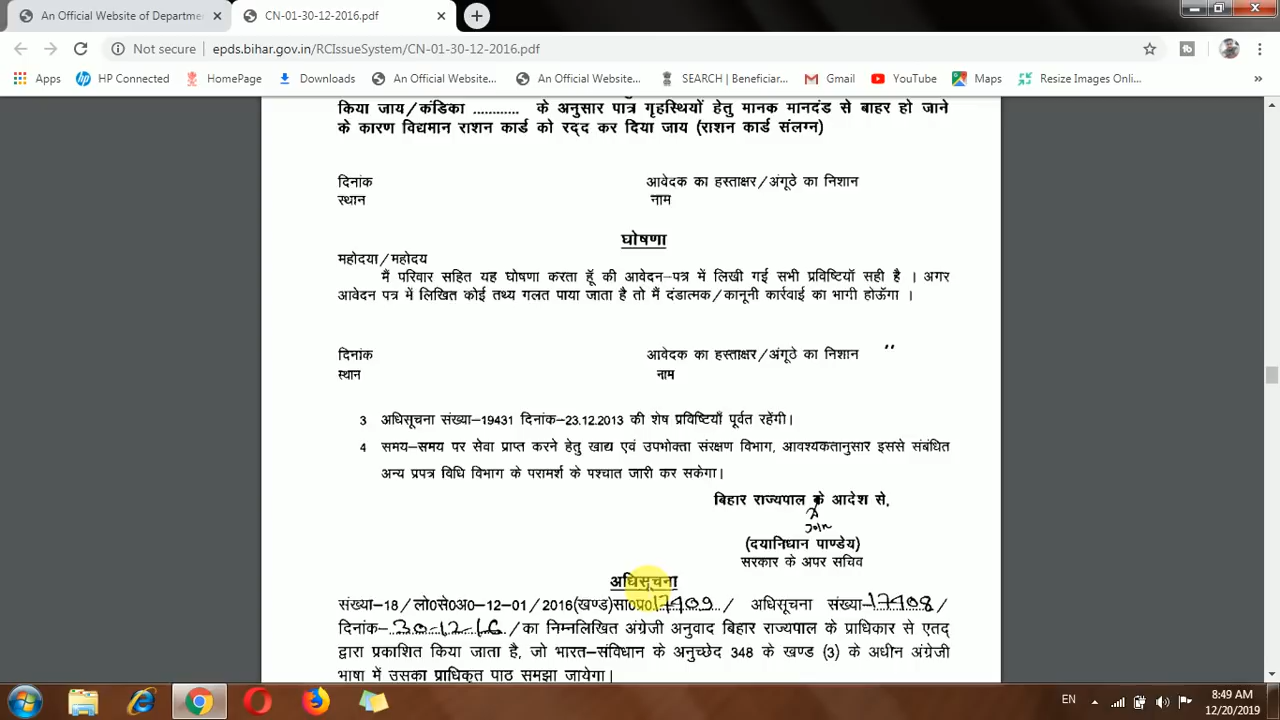 An Official Website of Departme
CN-01-30-12-2016.pdf
Not secure
epds.bihar.gov.in/RCIssueSystem/CN-01-30-12-2016.pdf
Apps
HP Connected
HomePage
Downloads
An Official Website...
An Official Website...
SEARCH | Beneficiar...
Gmail
YouTube
Maps
Resize Images Onli...
किया जाय/कंडिका ............ के अनुसार पात्र गृहस्थियों हेतु मानक मानदंड से बाहर हो जाने
के कारण विद्यमान राशन कार्ड को रद्द कर दिया जाय (राशन कार्ड संलग्न)
दिनांक आवेदक का हस्ताक्षर/अंगूठे का निशान
स्थान नाम
घोषणा
महोदया/महोदय
मैं परिवार सहित यह घोषणा करता हूँ की आवेदन-पत्र में लिखी गई सभी प्रविष्टियाँ सही है । अगर
आवेदन पत्र में लिखित कोई तथ्य गलत पाया जाता है तो मैं दंडात्मक/कानूनी कार्रवाई का भागी होऊँगा ।
दिनांक आवेदक का हस्ताक्षर/अंगूठे का निशान "
स्थान नाम
3 अधिसूचना संख्या-19431 दिनांक-23.12.2013 की शेष प्रविष्टियाँ पूर्वत रहेंगी।
4 समय-समय पर सेवा प्राप्त करने हेतु खाद्य एवं उपभोक्ता संरक्षण विभाग, आवश्यकतानुसार इससे संबंधित
अन्य प्रपत्र विधि विभाग के परामर्श के पश्चात जारी कर सकेगा।
बिहार राज्यपाल के आदेश से,
(दयानिधान पाण्डेय)
सरकार के अपर सचिव
अधिसूचना
संख्या-18/लो0से0अ0-12-01/2016(खण्ड)सा0प्र0 17409/ अधिसूचना संख्या-17408/
दिनांक-30-12-16/का निम्नलिखित अंग्रेजी अनुवाद बिहार राज्यपाल के प्राधिकार से एतद्
द्वारा प्रकाशित किया जाता है, जो भारत-संविधान के अनुच्छेद 348 के खण्ड (3) के अधीन अंग्रेजी
भाषा में उसका प्राधिकृत पाठ समझा जायेगा।
EN
8:49 AM
12/20/2019